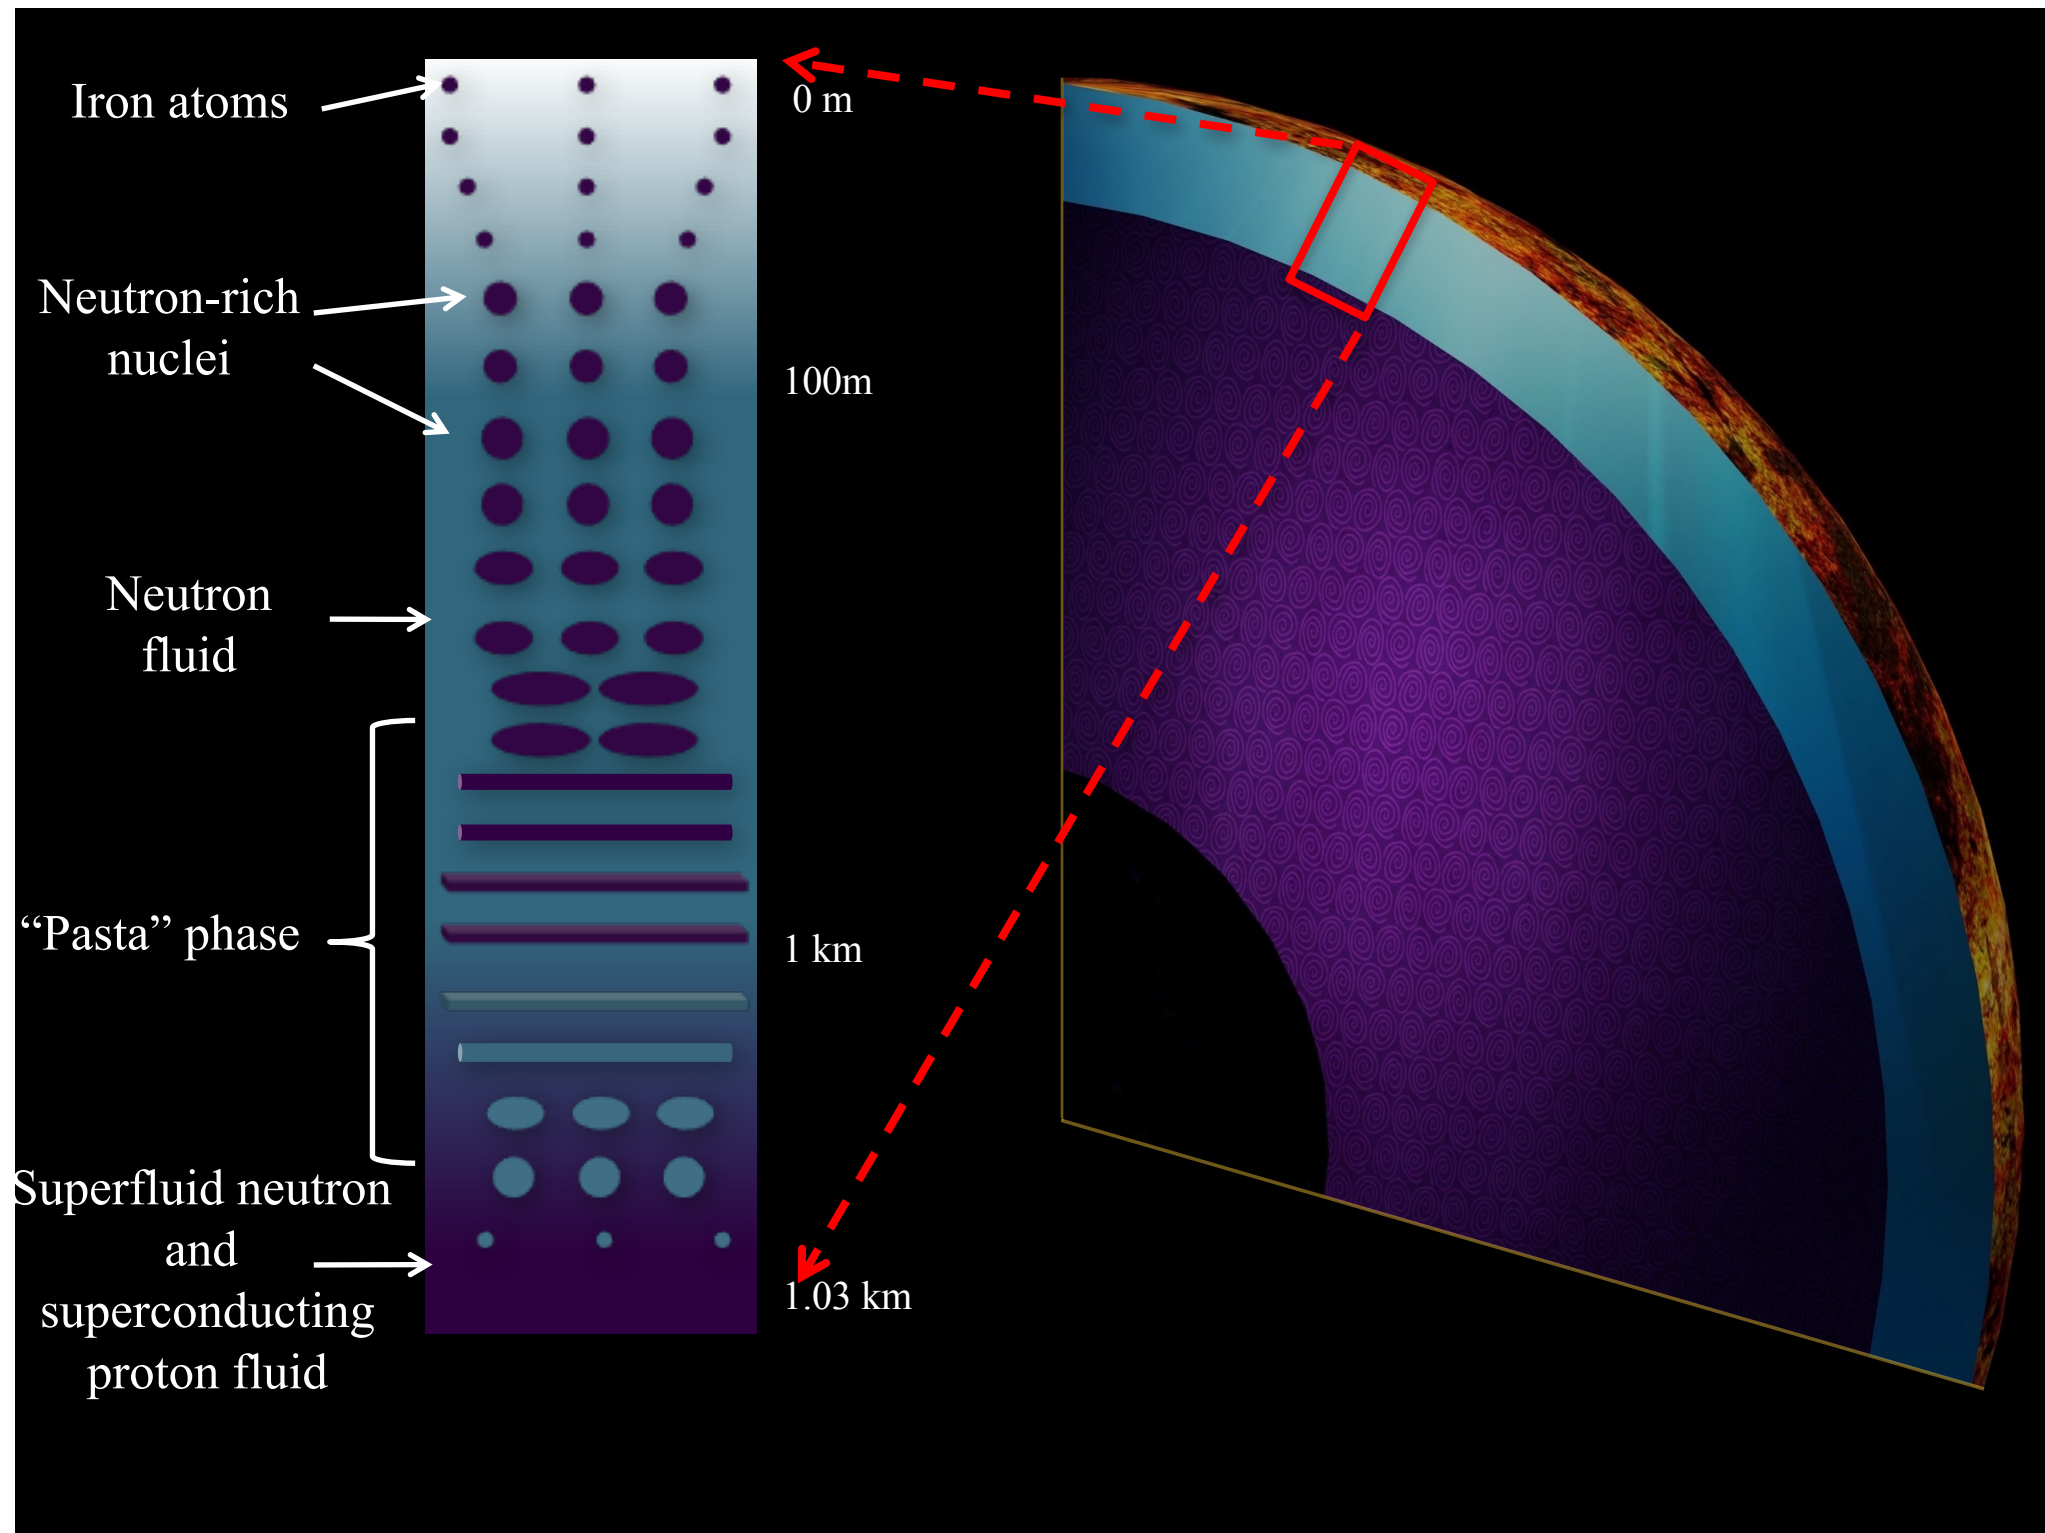 Iron atoms
0 m
Neutron-rich
nuclei
100m
Neutron
fluid
“Pasta” phase
1 km
Superfluid neutron
and
superconducting
proton fluid
1.03 km